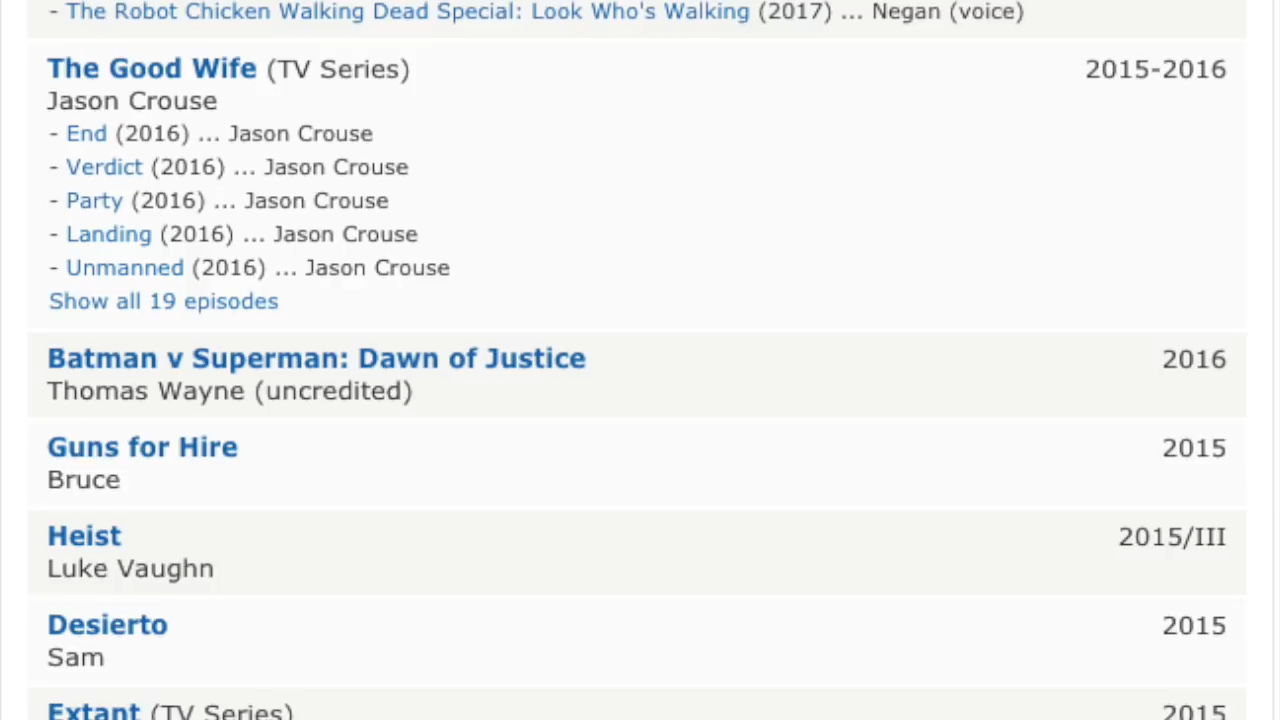 - The Robot Chicken Walking Dead Special: Look Who's Walking (2017) ... Negan (voice)
The Good Wife (TV Series) 2015-2016
Jason Crouse
- End (2016) ... Jason Crouse
- Verdict (2016) ... Jason Crouse
- Party (2016) ... Jason Crouse
- Landing (2016) ... Jason Crouse
- Unmanned (2016) ... Jason Crouse
Show all 19 episodes
Batman v Superman: Dawn of Justice 2016
Thomas Wayne (uncredited)
Guns for Hire 2015
Bruce
Heist 2015/III
Luke Vaughn
Desierto 2015
Sam
Extant (TV Series) 2015